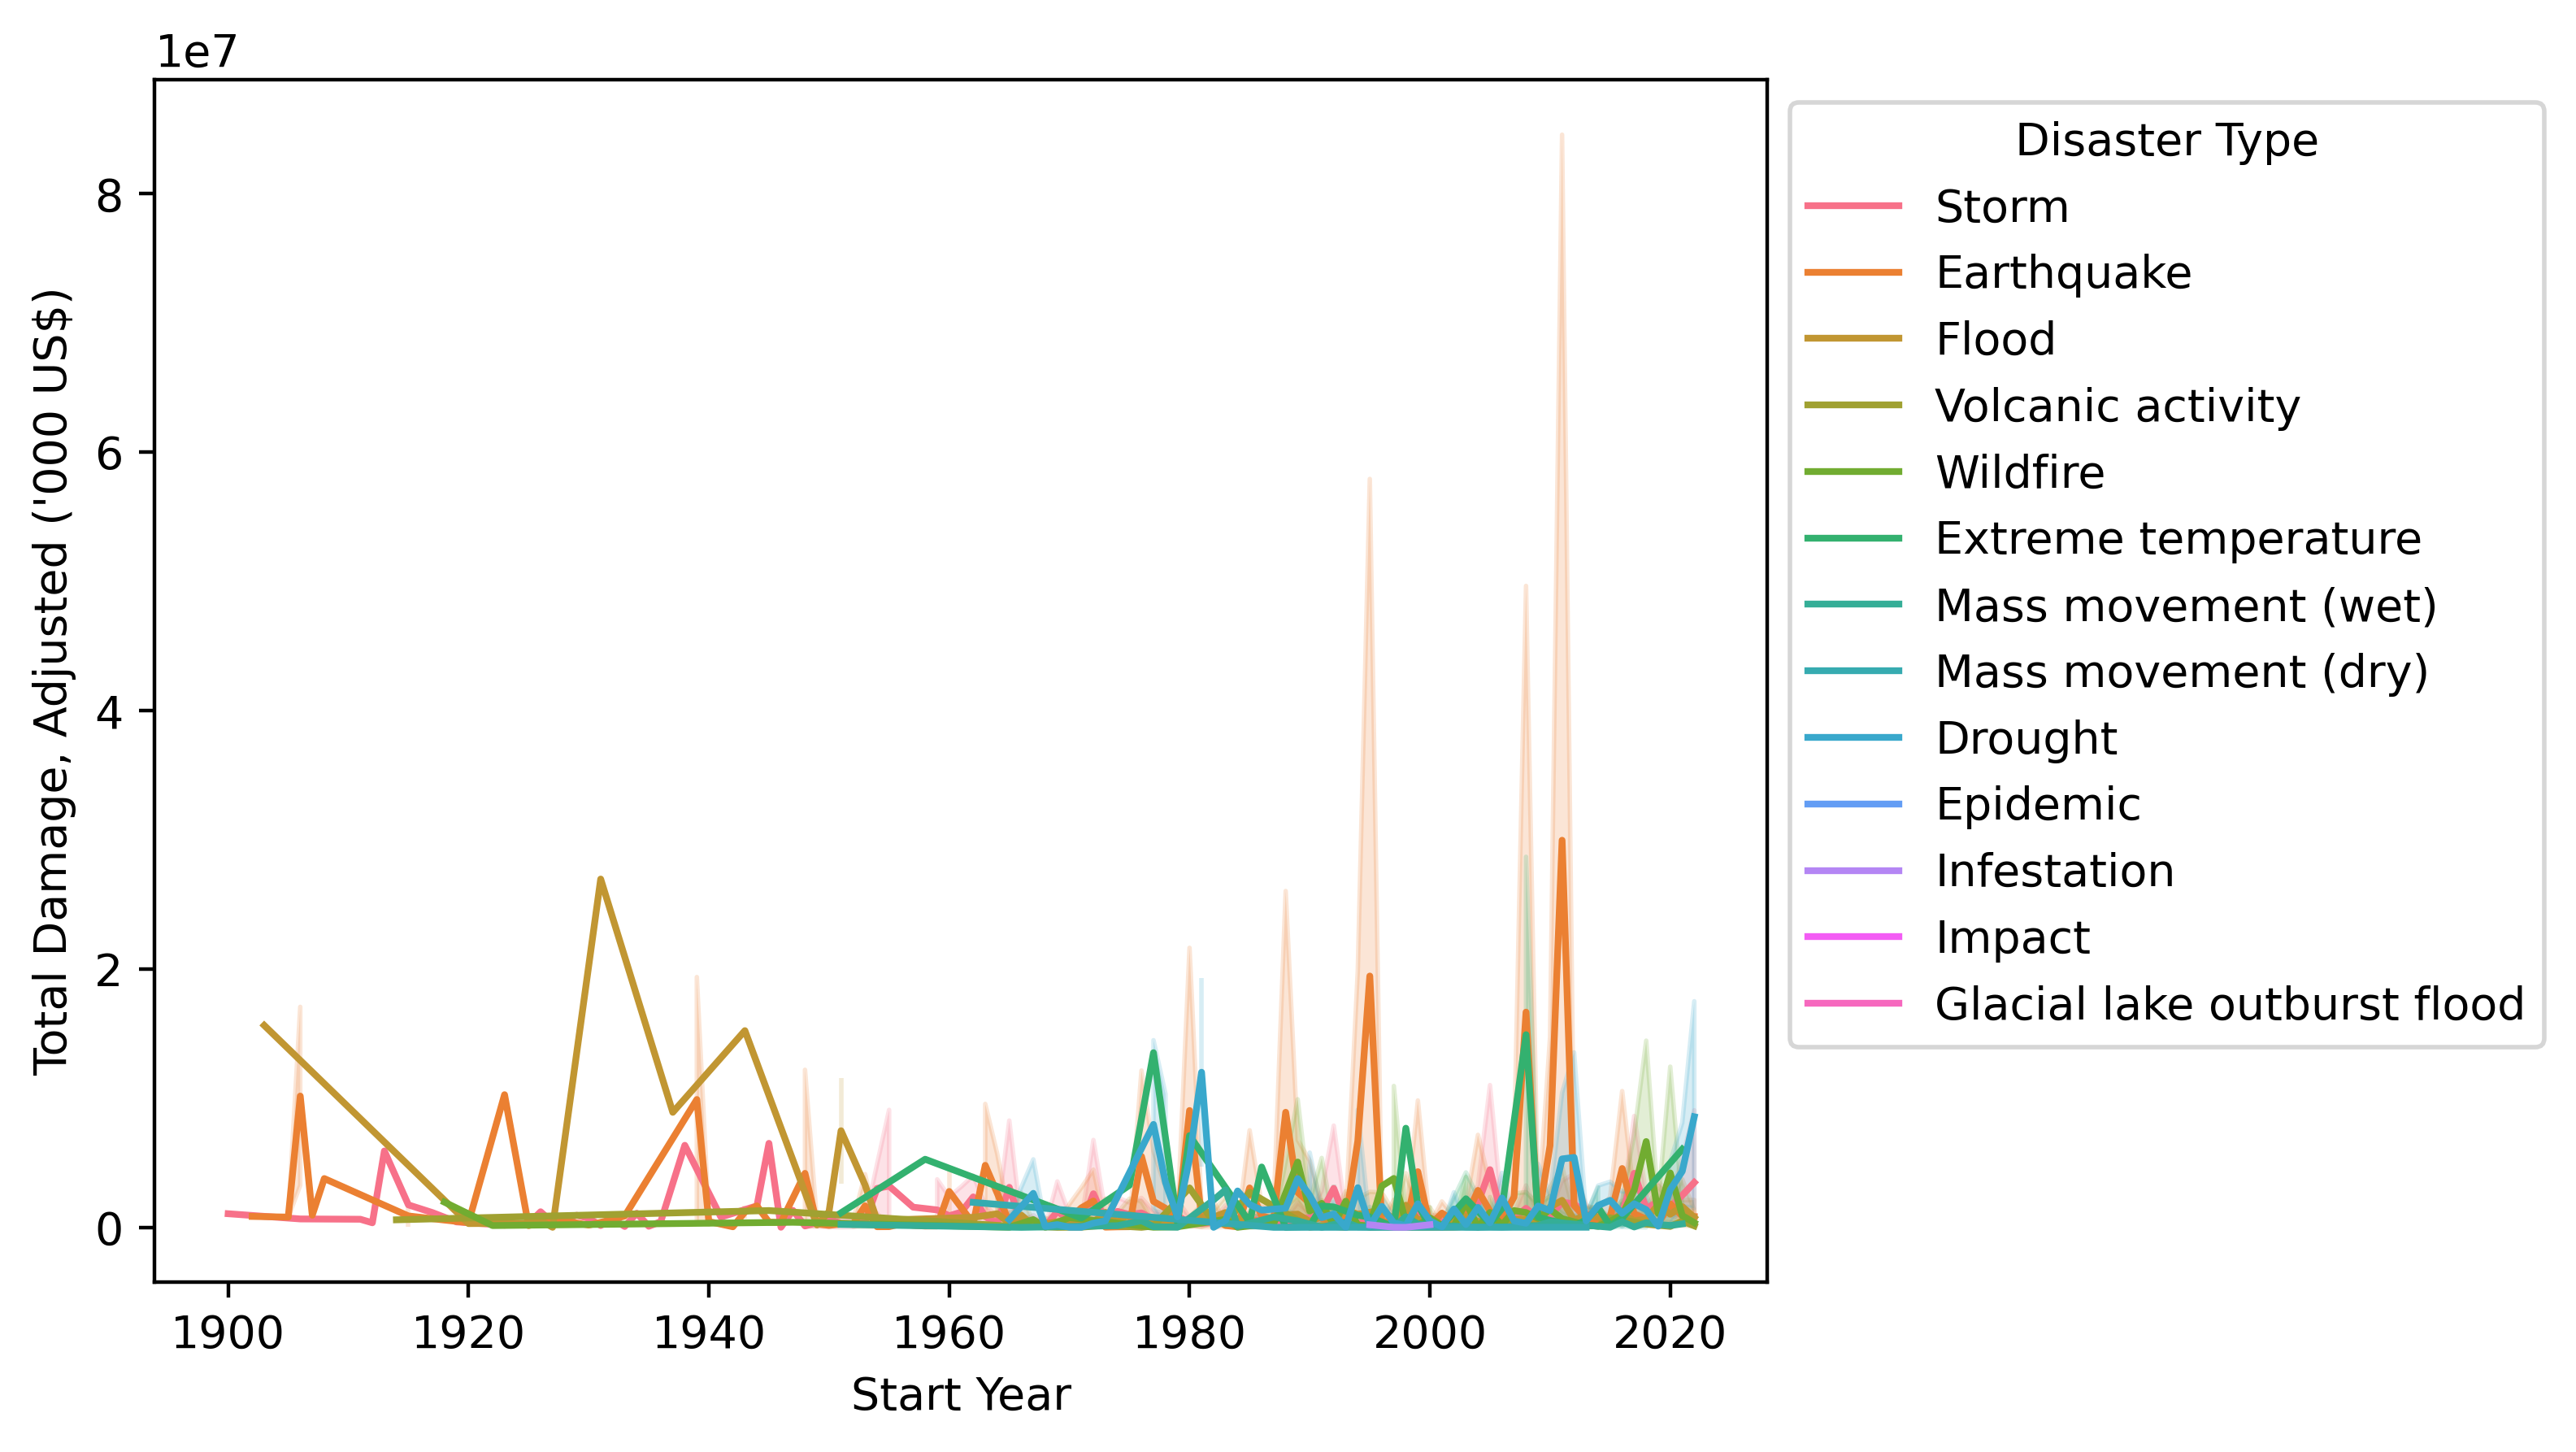 1e7
8
6
4
2
0
Total Damage, Adjusted ('000 US$)
1900 1920 1940 1960 1980 2000 2020
Start Year
Disaster Type
Storm
Earthquake
Flood
Volcanic activity
Wildfire
Extreme temperature
Mass movement (wet)
Mass movement (dry)
Drought
Epidemic
Infestation
Impact
Glacial lake outburst flood